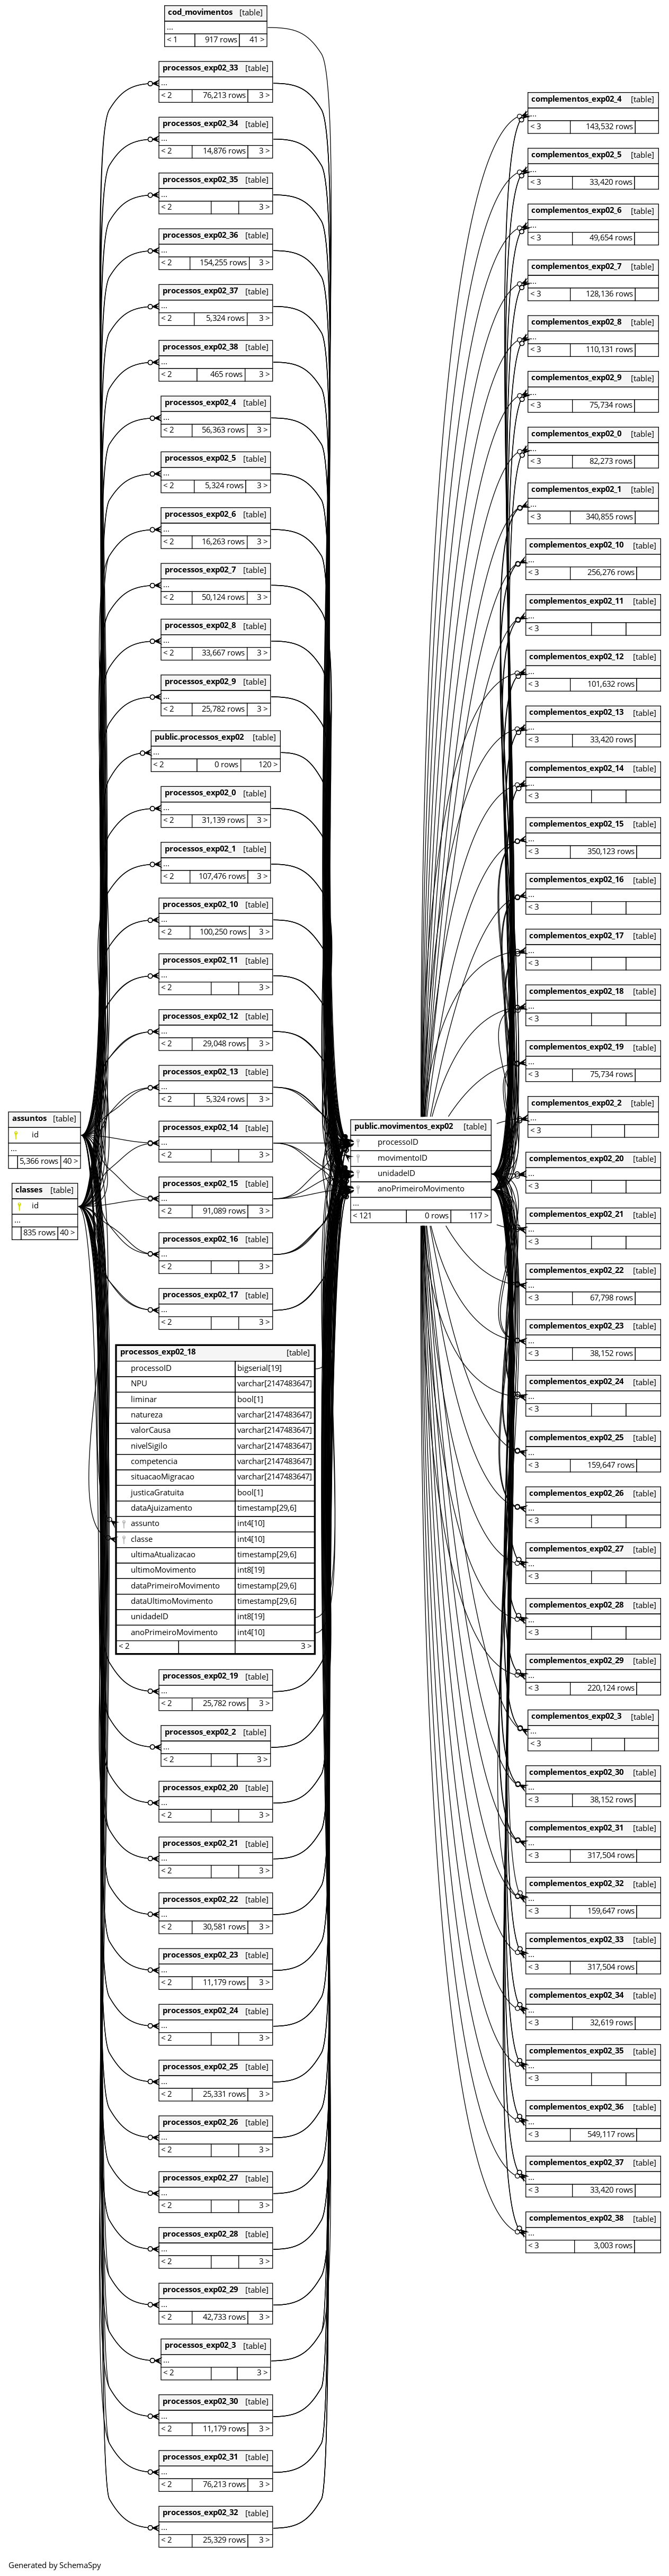 cod_movimentos [table]
...
< 1 917 rows 41 >
processos_exp02_33 [table]
...
< 2 76,213 rows 3 >
processos_exp02_34 [table]
...
< 2 14,876 rows 3 >
processos_exp02_35 [table]
...
< 2 3 >
processos_exp02_36 [table]
...
< 2 154,255 rows 3 >
processos_exp02_37 [table]
...
< 2 5,324 rows 3 >
processos_exp02_38 [table]
...
< 2 465 rows 3 >
processos_exp02_4 [table]
...
< 2 56,363 rows 3 >
processos_exp02_5 [table]
...
< 2 5,324 rows 3 >
processos_exp02_6 [table]
...
< 2 16,263 rows 3 >
processos_exp02_7 [table]
...
< 2 50,124 rows 3 >
processos_exp02_8 [table]
...
< 2 33,667 rows 3 >
processos_exp02_9 [table]
...
< 2 25,782 rows 3 >
public.processos_exp02 [table]
...
< 2 0 rows 120 >
processos_exp02_0 [table]
...
< 2 31,139 rows 3 >
processos_exp02_1 [table]
...
< 2 107,476 rows 3 >
processos_exp02_10 [table]
...
< 2 100,250 rows 3 >
processos_exp02_11 [table]
...
< 2 3 >
processos_exp02_12 [table]
...
< 2 29,048 rows 3 >
processos_exp02_13 [table]
...
< 2 5,324 rows 3 >
processos_exp02_14 [table]
...
< 2 3 >
processos_exp02_15 [table]
...
< 2 91,089 rows 3 >
processos_exp02_16 [table]
...
< 2 3 >
processos_exp02_17 [table]
...
< 2 3 >
assuntos [table]
id
...
5,366 rows 40 >
classes [table]
id
...
835 rows 40 >
processos_exp02_18 [table]
processoID bigserial[19]
NPU varchar[2147483647]
liminar bool[1]
natureza varchar[2147483647]
valorCausa varchar[2147483647]
nivelSigilo varchar[2147483647]
competencia varchar[2147483647]
situacaoMigracao varchar[2147483647]
justicaGratuita bool[1]
dataAjuizamento timestamp[29,6]
assunto int4[10]
classe int4[10]
ultimaAtualizacao timestamp[29,6]
ultimoMovimento int8[19]
dataPrimeiroMovimento timestamp[29,6]
dataUltimoMovimento timestamp[29,6]
unidadeID int8[19]
anoPrimeiroMovimento int4[10]
< 2 3 >
processos_exp02_19 [table]
...
< 2 25,782 rows 3 >
processos_exp02_2 [table]
...
< 2 3 >
processos_exp02_20 [table]
...
< 2 3 >
processos_exp02_21 [table]
...
< 2 3 >
processos_exp02_22 [table]
...
< 2 30,581 rows 3 >
processos_exp02_23 [table]
...
< 2 11,179 rows 3 >
processos_exp02_24 [table]
...
< 2 3 >
processos_exp02_25 [table]
...
< 2 25,331 rows 3 >
processos_exp02_26 [table]
...
< 2 3 >
processos_exp02_27 [table]
...
< 2 3 >
processos_exp02_28 [table]
...
< 2 3 >
processos_exp02_29 [table]
...
< 2 42,733 rows 3 >
processos_exp02_3 [table]
...
< 2 3 >
processos_exp02_30 [table]
...
< 2 11,179 rows 3 >
processos_exp02_31 [table]
...
< 2 76,213 rows 3 >
processos_exp02_32 [table]
...
< 2 25,329 rows 3 >
public.movimentos_exp02 [table]
processoID
movimentoID
unidadeID
anoPrimeiroMovimento
...
< 121 0 rows 117 >
complementos_exp02_4 [table]
...
< 3 143,532 rows
complementos_exp02_5 [table]
...
< 3 33,420 rows
complementos_exp02_6 [table]
...
< 3 49,654 rows
complementos_exp02_7 [table]
...
< 3 128,136 rows
complementos_exp02_8 [table]
...
< 3 110,131 rows
complementos_exp02_9 [table]
...
< 3 75,734 rows
complementos_exp02_0 [table]
...
< 3 82,273 rows
complementos_exp02_1 [table]
...
< 3 340,855 rows
complementos_exp02_10 [table]
...
< 3 256,276 rows
complementos_exp02_11 [table]
...
< 3
complementos_exp02_12 [table]
...
< 3 101,632 rows
complementos_exp02_13 [table]
...
< 3 33,420 rows
complementos_exp02_14 [table]
...
< 3
complementos_exp02_15 [table]
...
< 3 350,123 rows
complementos_exp02_16 [table]
...
< 3
complementos_exp02_17 [table]
...
< 3
complementos_exp02_18 [table]
...
< 3
complementos_exp02_19 [table]
...
< 3 75,734 rows
complementos_exp02_2 [table]
...
< 3
complementos_exp02_20 [table]
...
< 3
complementos_exp02_21 [table]
...
< 3
complementos_exp02_22 [table]
...
< 3 67,798 rows
complementos_exp02_23 [table]
...
< 3 38,152 rows
complementos_exp02_24 [table]
...
< 3
complementos_exp02_25 [table]
...
< 3 159,647 rows
complementos_exp02_26 [table]
...
< 3
complementos_exp02_27 [table]
...
< 3
complementos_exp02_28 [table]
...
< 3
complementos_exp02_29 [table]
...
< 3 220,124 rows
complementos_exp02_3 [table]
...
< 3
complementos_exp02_30 [table]
...
< 3 38,152 rows
complementos_exp02_31 [table]
...
< 3 317,504 rows
complementos_exp02_32 [table]
...
< 3 159,647 rows
complementos_exp02_33 [table]
...
< 3 317,504 rows
complementos_exp02_34 [table]
...
< 3 32,619 rows
complementos_exp02_35 [table]
...
< 3
complementos_exp02_36 [table]
...
< 3 549,117 rows
complementos_exp02_37 [table]
...
< 3 33,420 rows
complementos_exp02_38 [table]
...
< 3 3,003 rows
Generated by SchemaSpy